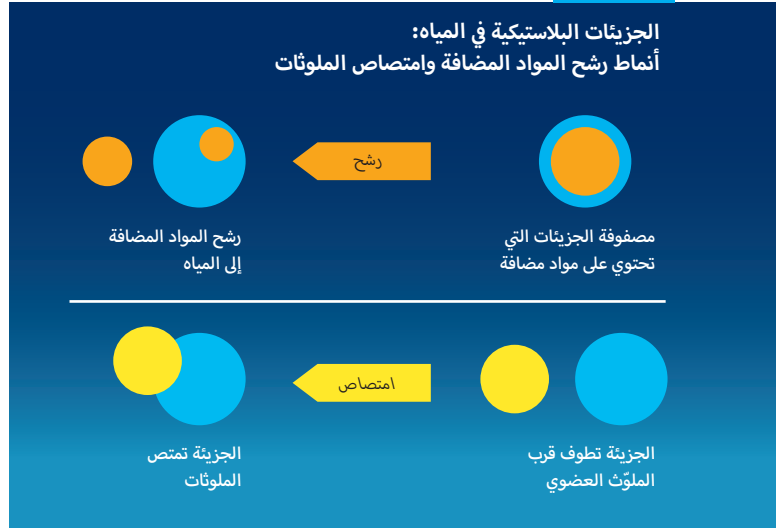 الجزيئات البلاستيكية في المياه:
أنماط رشح المواد المضافة وامتصاص الملوثات
رشح
مصفوفة الجزيئات التي
تحتوي على مواد مضافة
رشح المواد المضافة
إلى المياه
امتصاص
الجزيئة تطوف قرب
الملوّث العضوي
الجزيئة تمتص
الملوثات